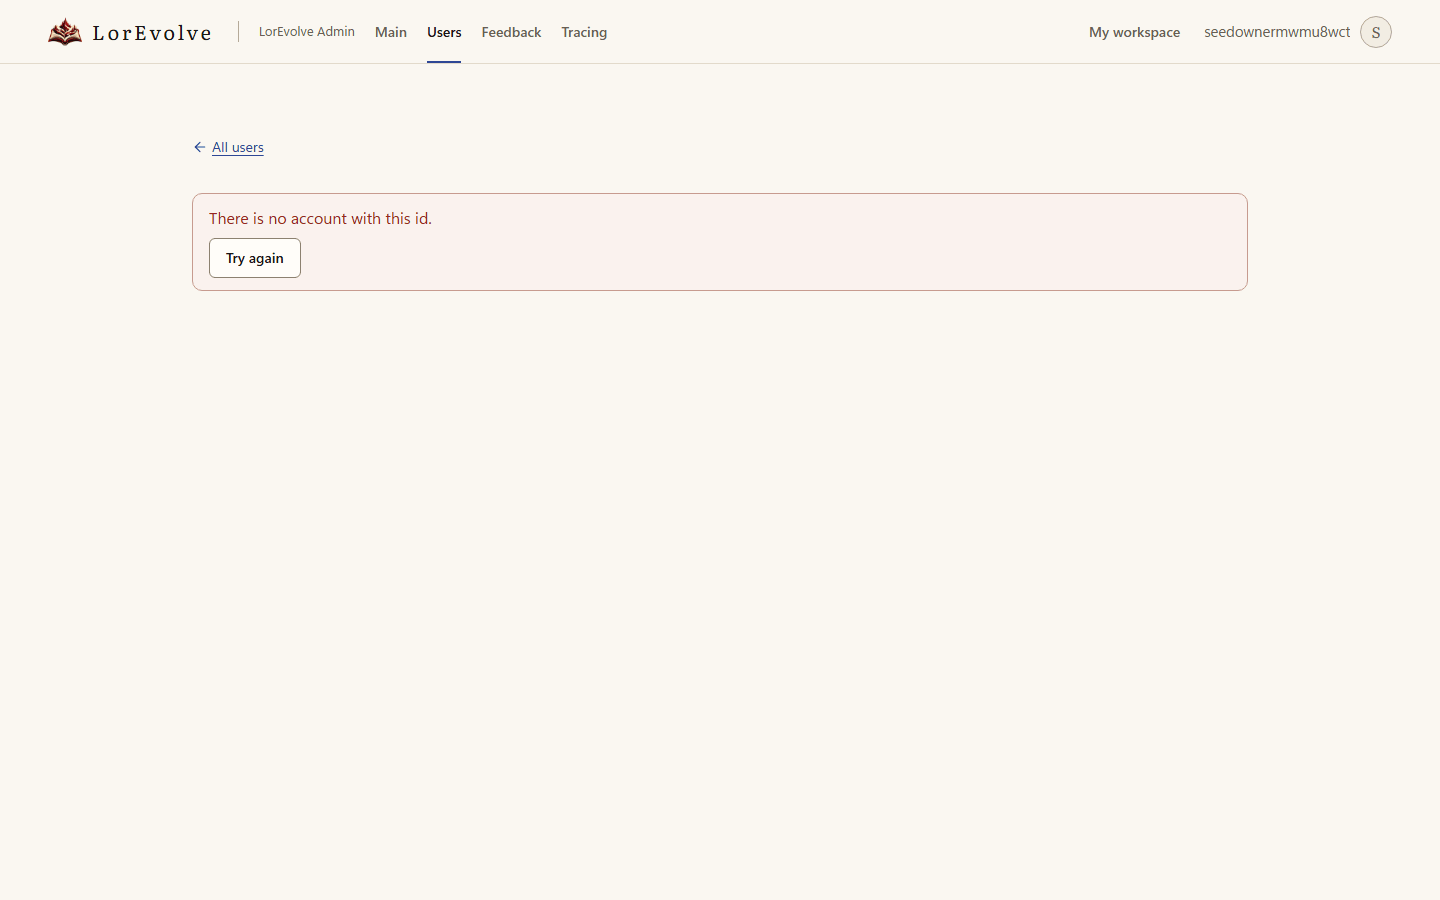 LorEvolve
LorEvolve Admin Main Users Feedback Tracing My workspace seedownermwmu8wct S
← All users
There is no account with this id.
Try again